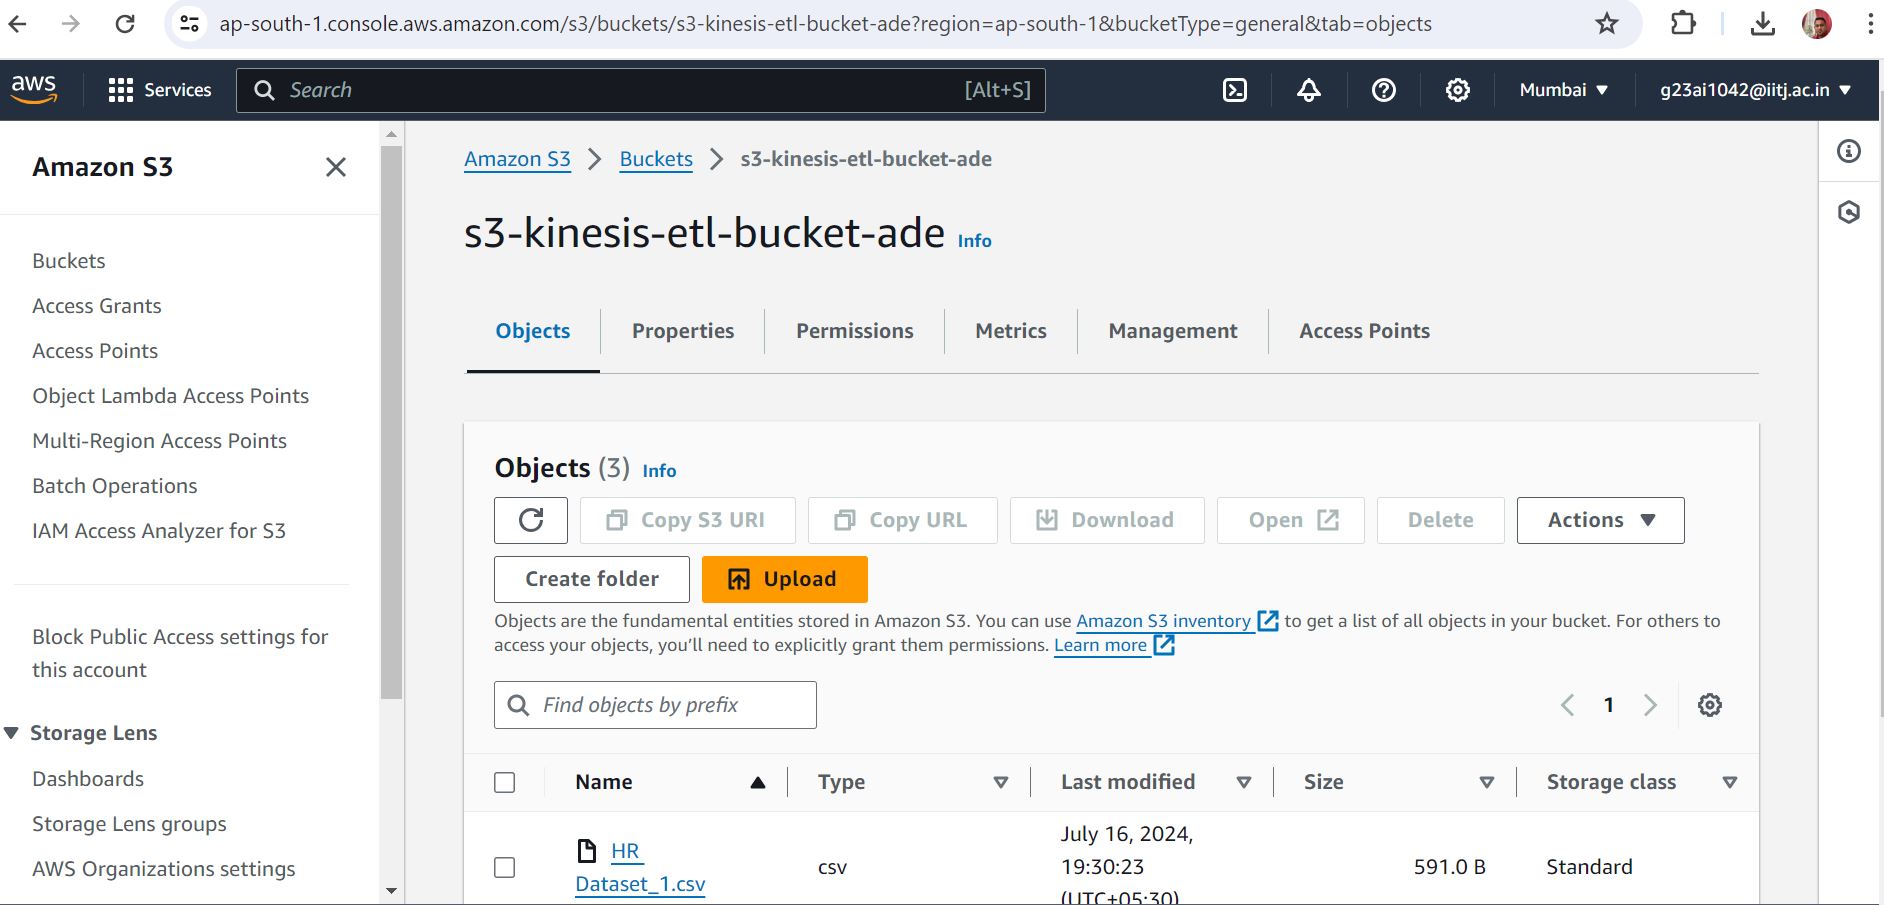 ap-south-1.console.aws.amazon.com/s3/buckets/s3-kinesis-etl-bucket-ade?region=ap-south-1&bucketType=general&tab=objects
aws
Services
Search
[Alt+S]
Mumbai
g23ai1042@iitj.ac.in
Amazon S3
Buckets
Access Grants
Access Points
Object Lambda Access Points
Multi-Region Access Points
Batch Operations
IAM Access Analyzer for S3
Block Public Access settings for
this account
Storage Lens
Dashboards
Storage Lens groups
AWS Organizations settings
Amazon S3
Buckets
s3-kinesis-etl-bucket-ade
s3-kinesis-etl-bucket-ade Info
Objects
Properties
Permissions
Metrics
Management
Access Points
Objects (3) Info
Copy S3 URI
Copy URL
Download
Open
Delete
Actions
Create folder
Upload
Objects are the fundamental entities stored in Amazon S3. You can use Amazon S3 inventory to get a list of all objects in your bucket. For others to
access your objects, you’ll need to explicitly grant them permissions. Learn more
Find objects by prefix
1
Name
Type
Last modified
Size
Storage class
HR
Dataset_1.csv
csv
July 16, 2024,
19:30:23
(UTC+05:30)
591.0 B
Standard